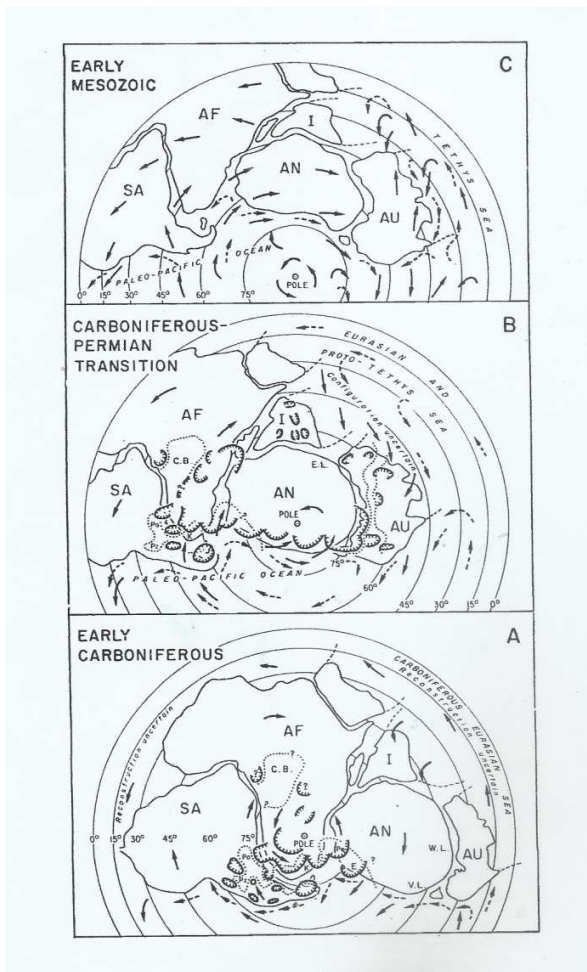 EARLY
MESOZOIC
C
AF
I
TETHYS SEA
SA
AN
AU
PALEO-PACIFIC OCEAN
POLE
0° 15° 30° 45° 60° 75°
CARBONIFEROUS-
PERMIAN
TRANSITION
B
EURASIAN AND
PROTO-TETHYS SEA
Configuration uncertain
AF
I
C.B.
E.L.
SA
AN
POLE
AU
75°
60°
PALEO-PACIFIC OCEAN
45° 30° 15° 0°
EARLY
CARBONIFEROUS
A
CARBONIFEROUS EURASIAN SEA
Reconstruction uncertain
Reconstruction uncertain
AF
?
C.B.
I
?
SA
E?
0° 15° 30° 45° 60° 75°
POLE
AN
W.L.
AU
Pa.
E
?
V.L.